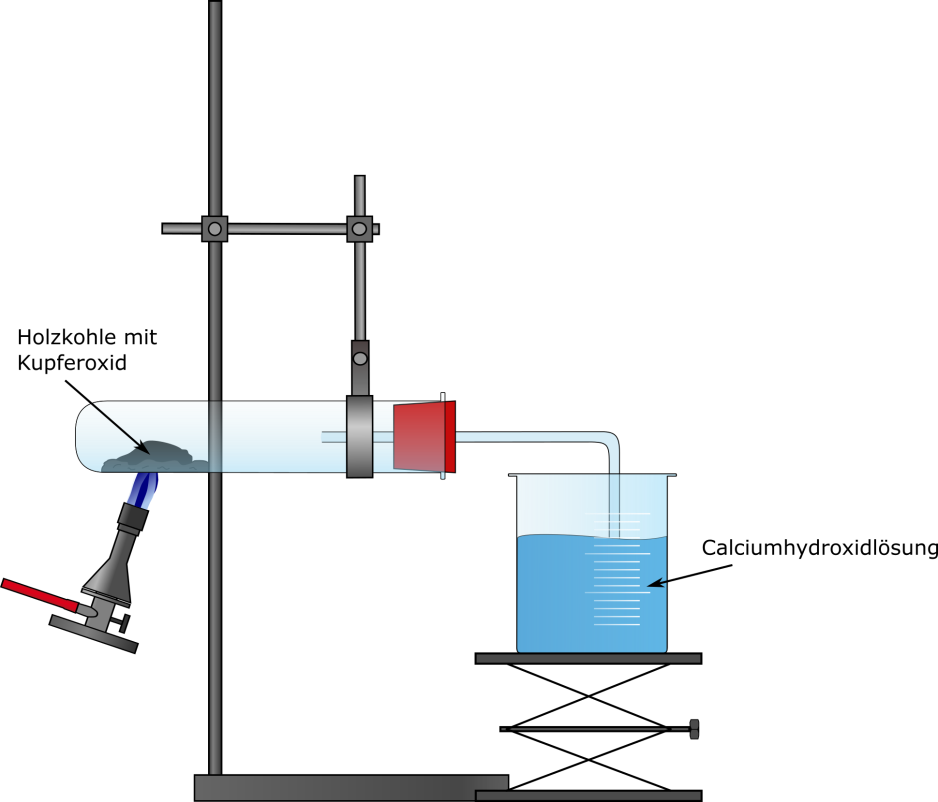 Holzkohle mit
Kupferoxid
Calciumhydroxidlösung